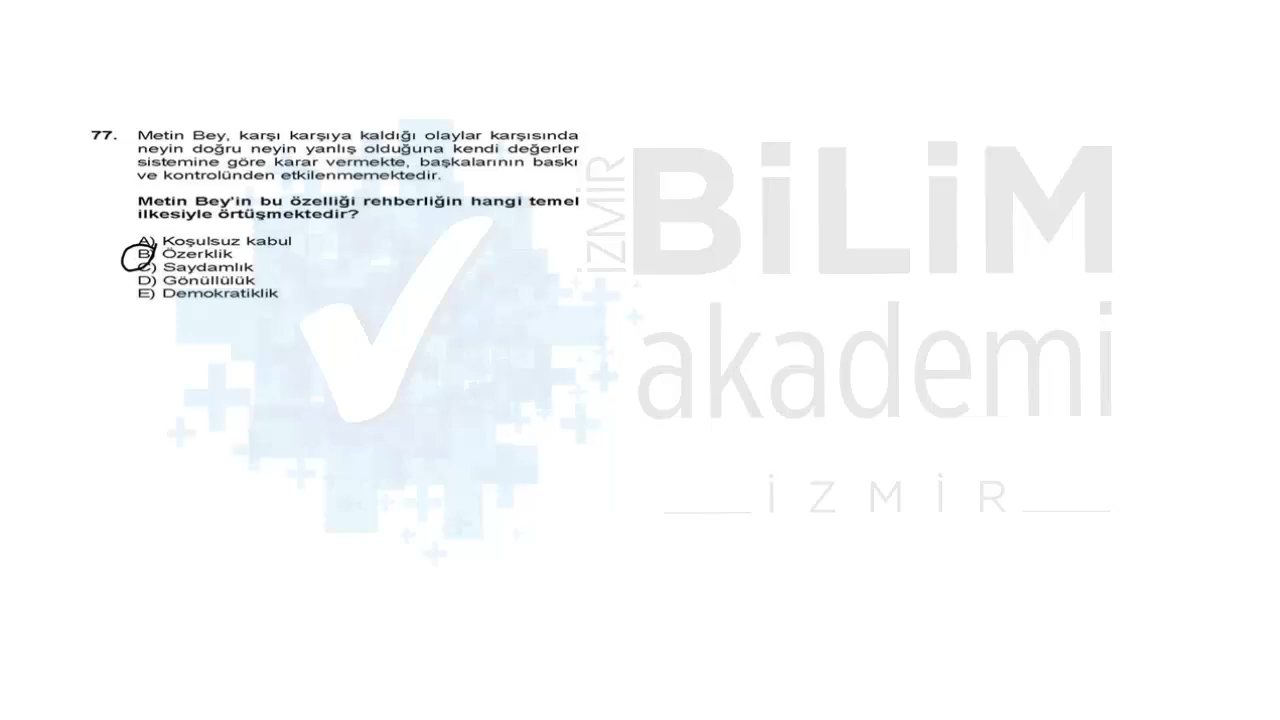 77. Metin Bey, karşı karşıya kaldığı olaylar karşısında
neyin doğru neyin yanlış olduğuna kendi değerler
sistemine göre karar vermekte, başkalarının baskı
ve kontrolünden etkilenmemektedir.
Metin Bey'in bu özelliği rehberliğin hangi temel
ilkesiyle örtüşmektedir?
A) Koşulsuz kabul
B) Özerklik
C) Saydamlık
D) Gönüllülük
E) Demokratiklik
İZMİR
BiLiM
akademi
İZMİR